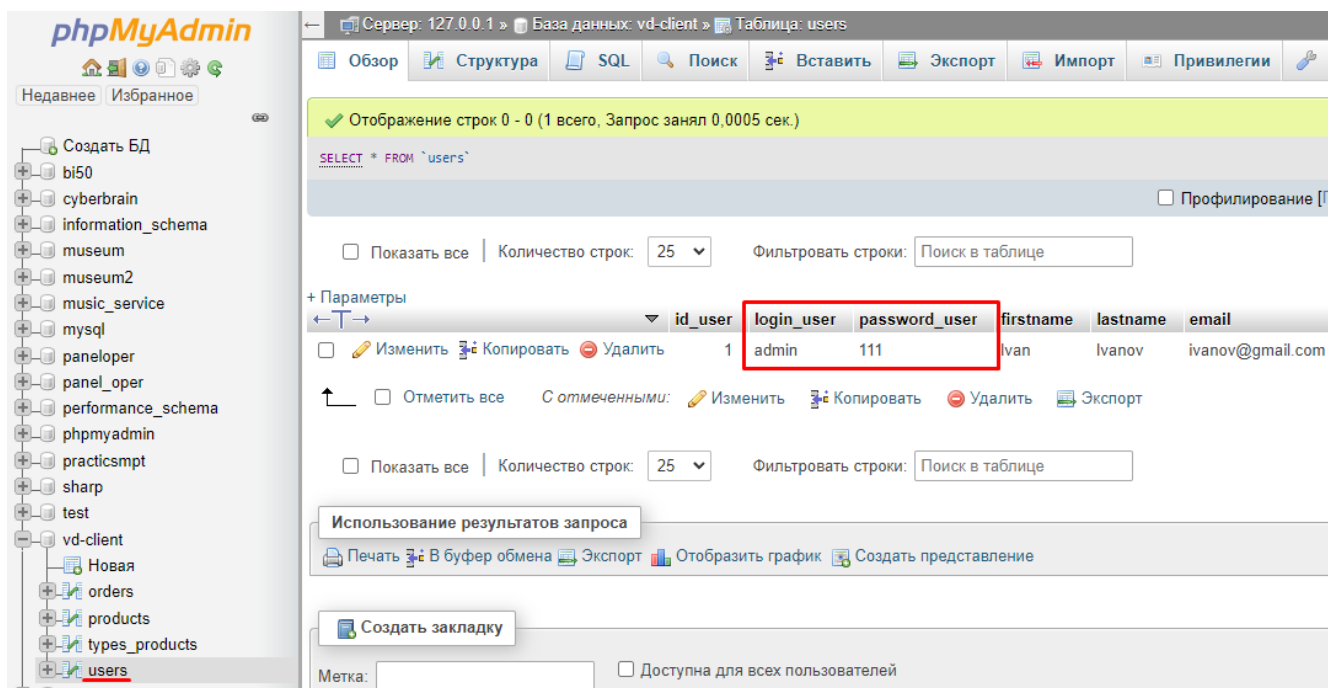 phpMyAdmin
Недавнее Избранное
Создать БД
bi50
cyberbrain
information_schema
museum
museum2
music_service
mysql
paneloper
panel_oper
performance_schema
phpmyadmin
practicsmpt
sharp
test
vd-client
Новая
orders
products
types_products
users
Сервер: 127.0.0.1 » База данных: vd-client » Таблица: users
Обзор Структура SQL Поиск Вставить Экспорт Импорт Привилегии
Отображение строк 0 - 0 (1 всего, Запрос занял 0,0005 сек.)
SELECT * FROM `users`
Профилирование [
Показать все Количество строк: 25 Фильтровать строки: Поиск в таблице
+ Параметры
←T→ id_user login_user password_user firstname lastname email
Изменить Копировать Удалить 1 admin 111 Ivan Ivanov ivanov@gmail.com
Отметить все С отмеченными: Изменить Копировать Удалить Экспорт
Показать все Количество строк: 25 Фильтровать строки: Поиск в таблице
Использование результатов запроса
Печать В буфер обмена Экспорт Отобразить график Создать представление
Создать закладку
Метка: Доступна для всех пользователей